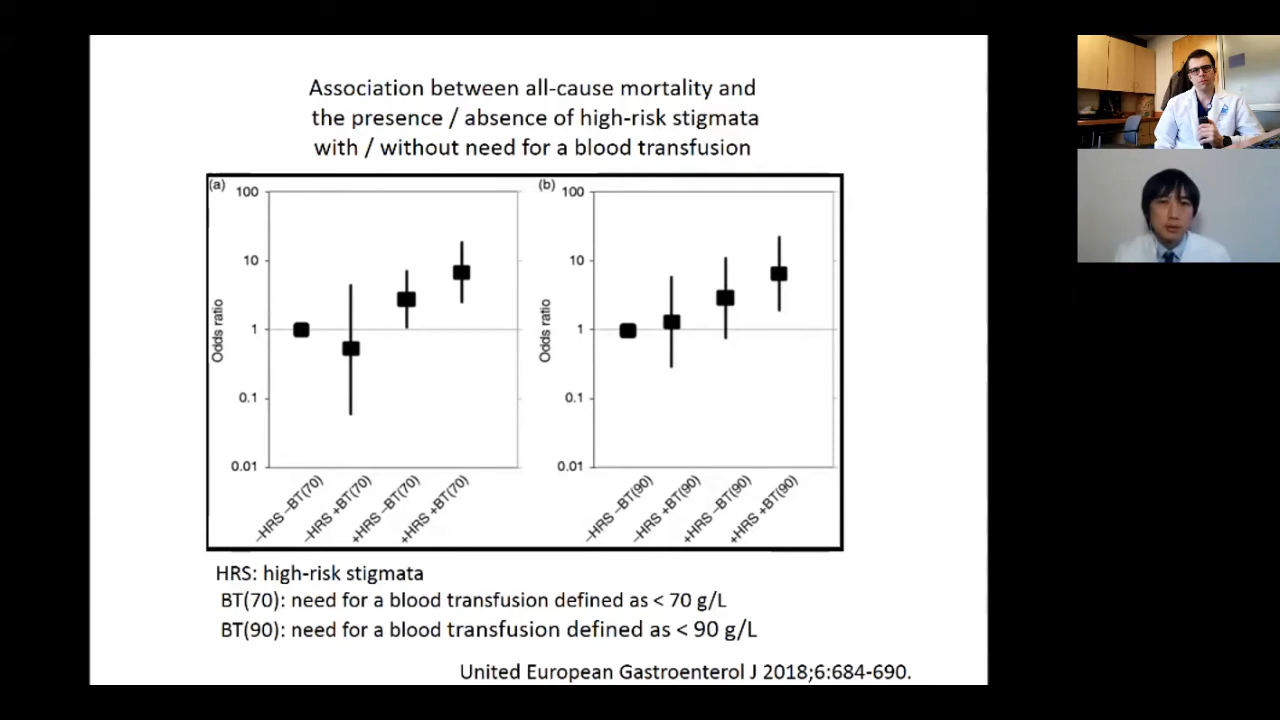 Association between all-cause mortality and
the presence / absence of high-risk stigmata
with / without need for a blood transfusion
(a)
100
10
1
0.1
0.01
Odds ratio
–HRS –BT(70)
–HRS +BT(70)
+HRS –BT(70)
+HRS +BT(70)
(b)
100
10
1
0.1
0.01
Odds ratio
–HRS –BT(90)
–HRS +BT(90)
+HRS –BT(90)
+HRS +BT(90)
HRS: high-risk stigmata
BT(70): need for a blood transfusion defined as < 70 g/L
BT(90): need for a blood transfusion defined as < 90 g/L
United European Gastroenterol J 2018;6:684-690.